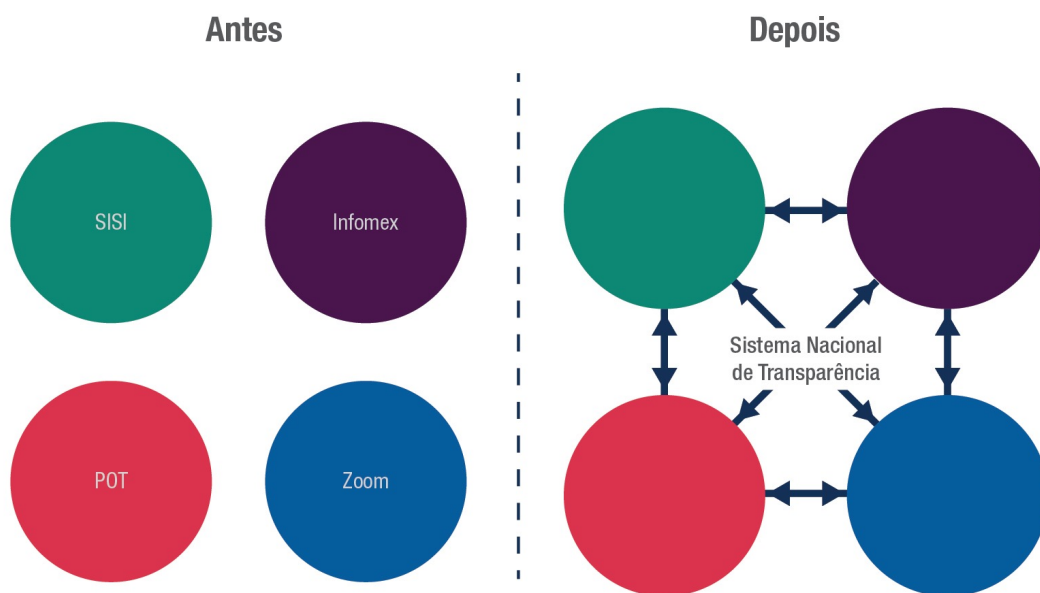 Antes
Depois
SISI
Infomex
POT
Zoom
Sistema Nacional
de Transparência